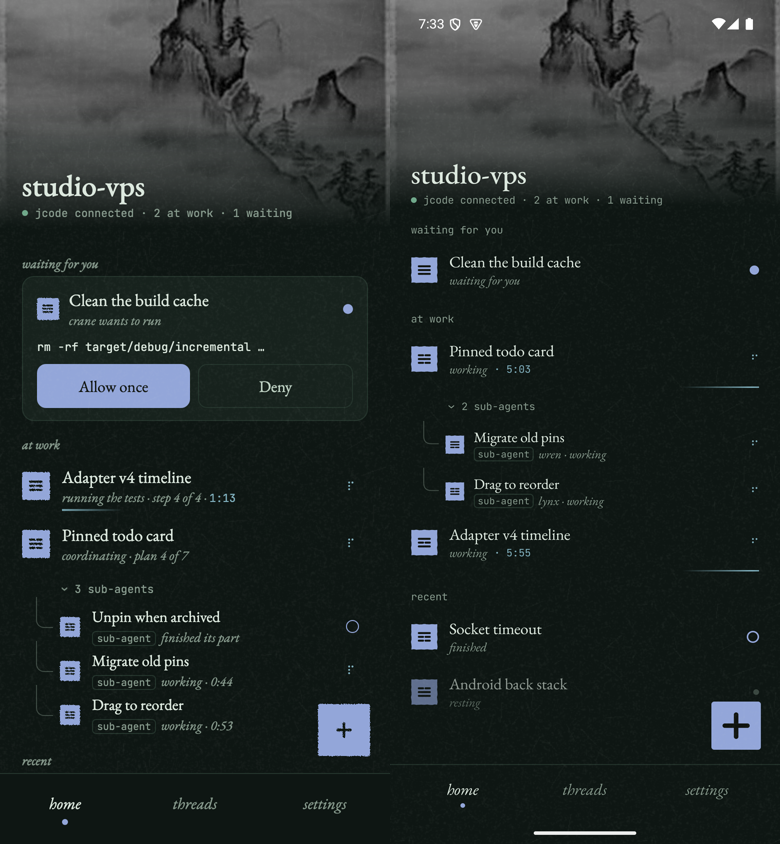 studio-vps
jcode connected · 2 at work · 1 waiting
waiting for you
Clean the build cache
crane wants to run
rm -rf target/debug/incremental …
Allow once
Deny
at work
Adapter v4 timeline
running the tests · step 4 of 4 · 1:13
Pinned todo card
coordinating · plan 4 of 7
3 sub-agents
Unpin when archived
sub-agent finished its part
Migrate old pins
sub-agent working · 0:44
Drag to reorder
sub-agent working · 0:53
+
recent
home threads settings
7:33
studio-vps
jcode connected · 2 at work · 1 waiting
waiting for you
Clean the build cache
waiting for you
at work
Pinned todo card
working · 5:03
2 sub-agents
Migrate old pins
sub-agent wren · working
Drag to reorder
sub-agent lynx · working
Adapter v4 timeline
working · 5:55
recent
Socket timeout
finished
Android back stack
resting
+
home threads settings